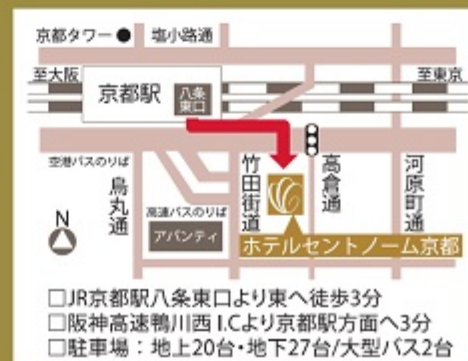 京都タワー● 塩小路通
至大阪 至東京
京都駅 八条東口
空港バスのりば
烏丸通
高速バスのりば
アバンティ
竹田街道
高倉通
河原町通
N
ホテルセントノーム京都
□JR京都駅八条東口より東へ徒歩3分
□阪神高速鴨川西I.Cより京都駅方面へ3分
□駐車場：地上20台・地下27台/大型バス2台